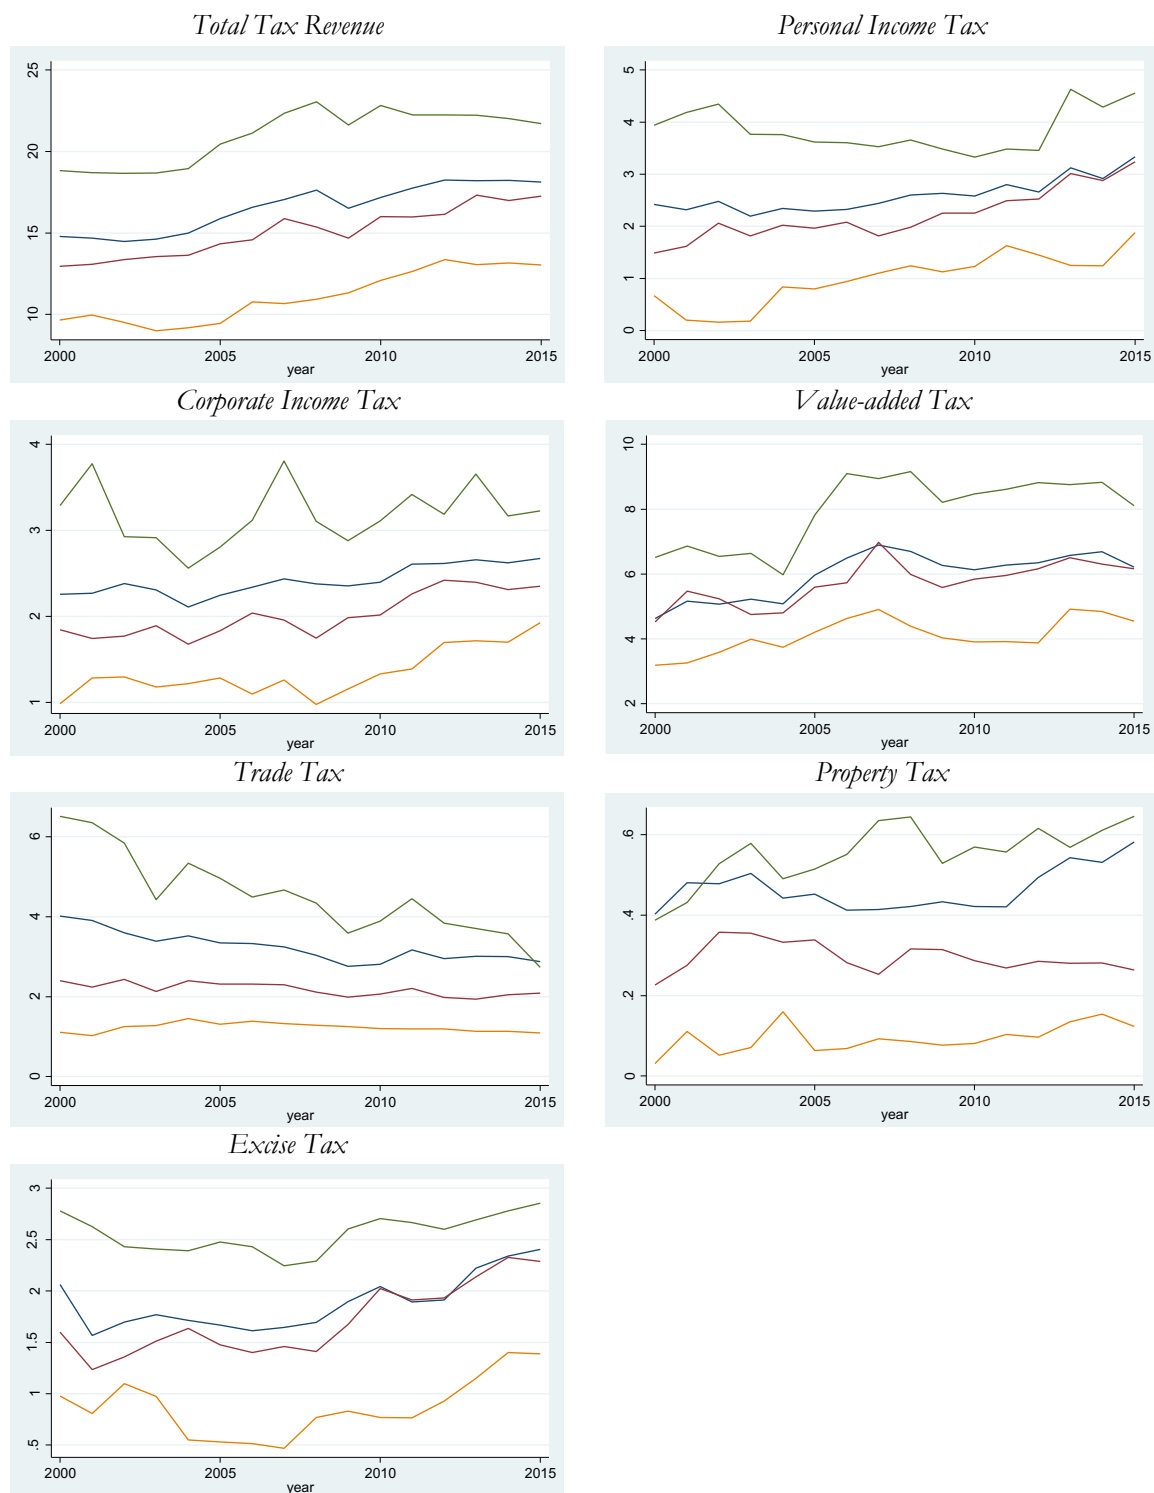 Total Tax Revenue
25
20
15
10
2000 2005 2010 2015
year
Personal Income Tax
5
4
3
2
1
0
2000 2005 2010 2015
year
Corporate Income Tax
4
3
2
1
2000 2005 2010 2015
year
Value-added Tax
10
8
6
4
2
2000 2005 2010 2015
year
Trade Tax
6
4
2
0
2000 2005 2010 2015
year
Property Tax
.6
.4
.2
0
2000 2005 2010 2015
year
Excise Tax
3
2.5
2
1.5
1
.5
2000 2005 2010 2015
year